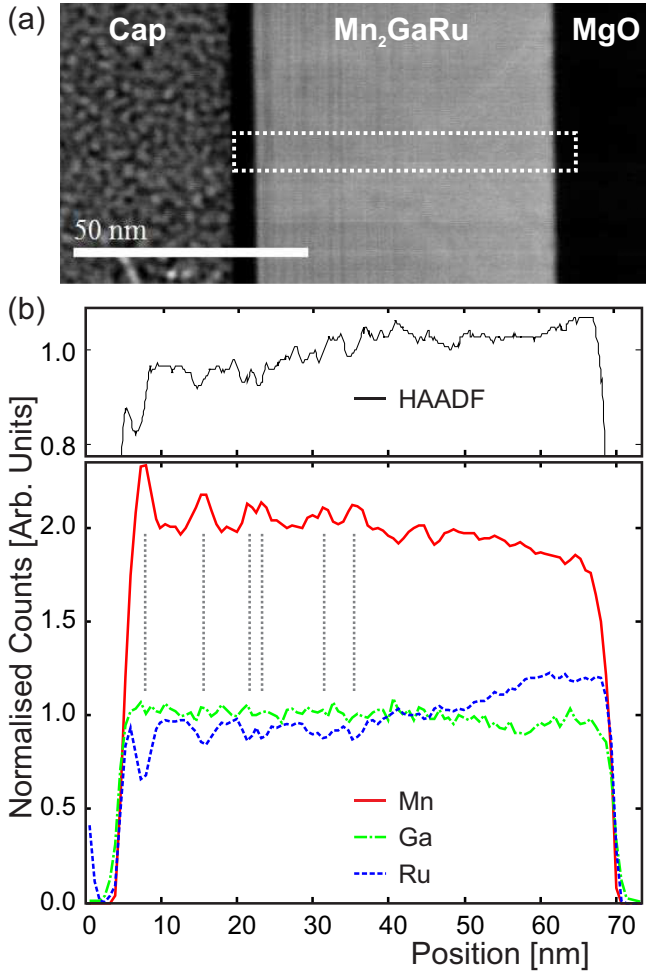 (a)
Cap Mn₂GaRu MgO
50 nm
(b)
1.0
0.8
HAADF
Normalised Counts [Arb. Units]
2.0
1.5
1.0
0.5
0.0
Mn
Ga
Ru
0 10 20 30 40 50 60 70
Position [nm]